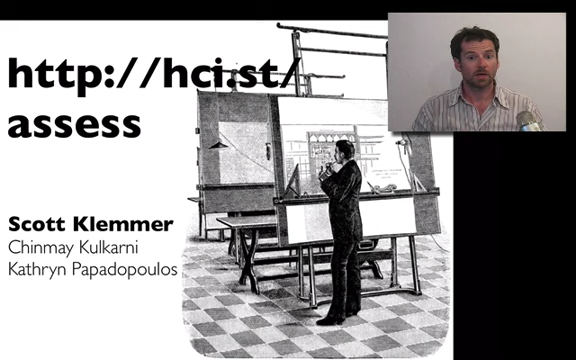 http://hci.st/
assess
Scott Klemmer
Chinmay Kulkarni
Kathryn Papadopoulos